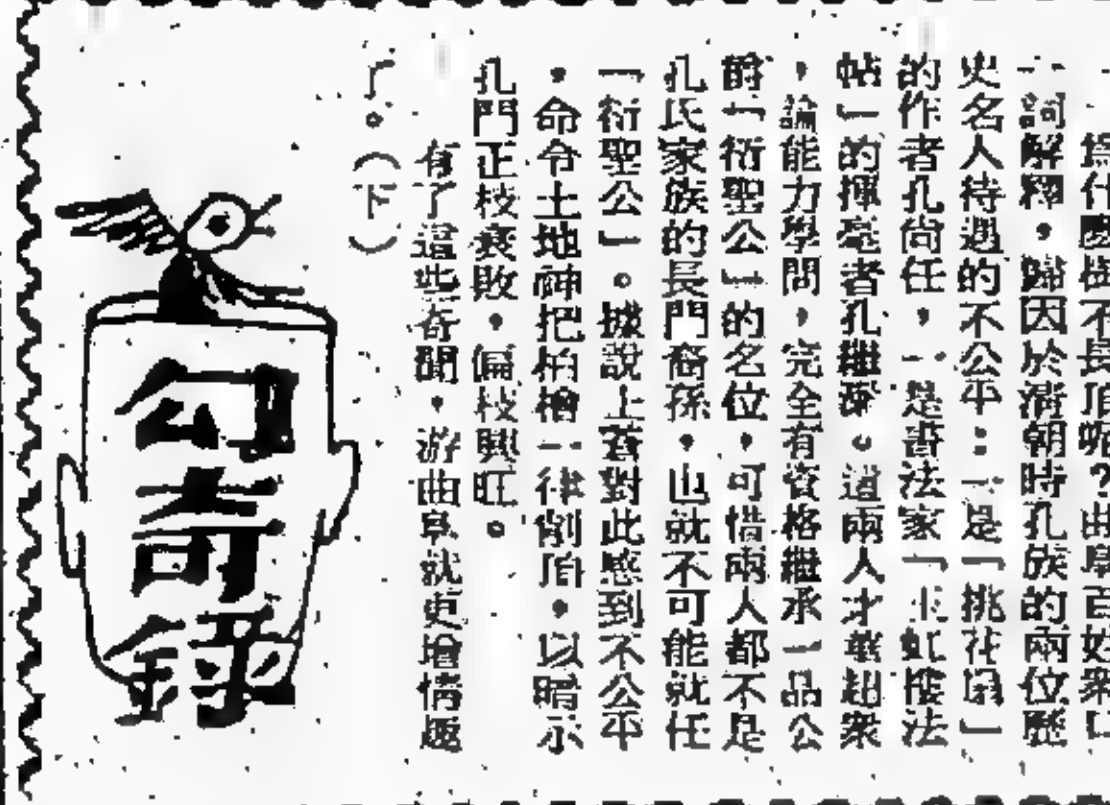 爲什麽樹不長頂呢？曲阜百姓衆口
一詞解釋，歸因於清朝時孔族的兩位歷
史名人待遇的不公平：一是「挑花扇」
的作者孔尚任，一是書法家「玉虹樓法
帖」的揮毫者孔繼涑。這兩人才華超衆
，論能力學問，完全有資格繼承一品公
爵「衍聖公」的名位，可惜兩人都不是
孔氏家族的長門裔孫，也就不可能就任
「衍聖公」。據說上蒼對此感到不公平
，命令土地神把柏檜一律削頂，以暗示
孔門正枝衰敗，偏枝興旺。
有了這些奇聞，游曲阜就更增情趣
了。（下）
勾奇錄